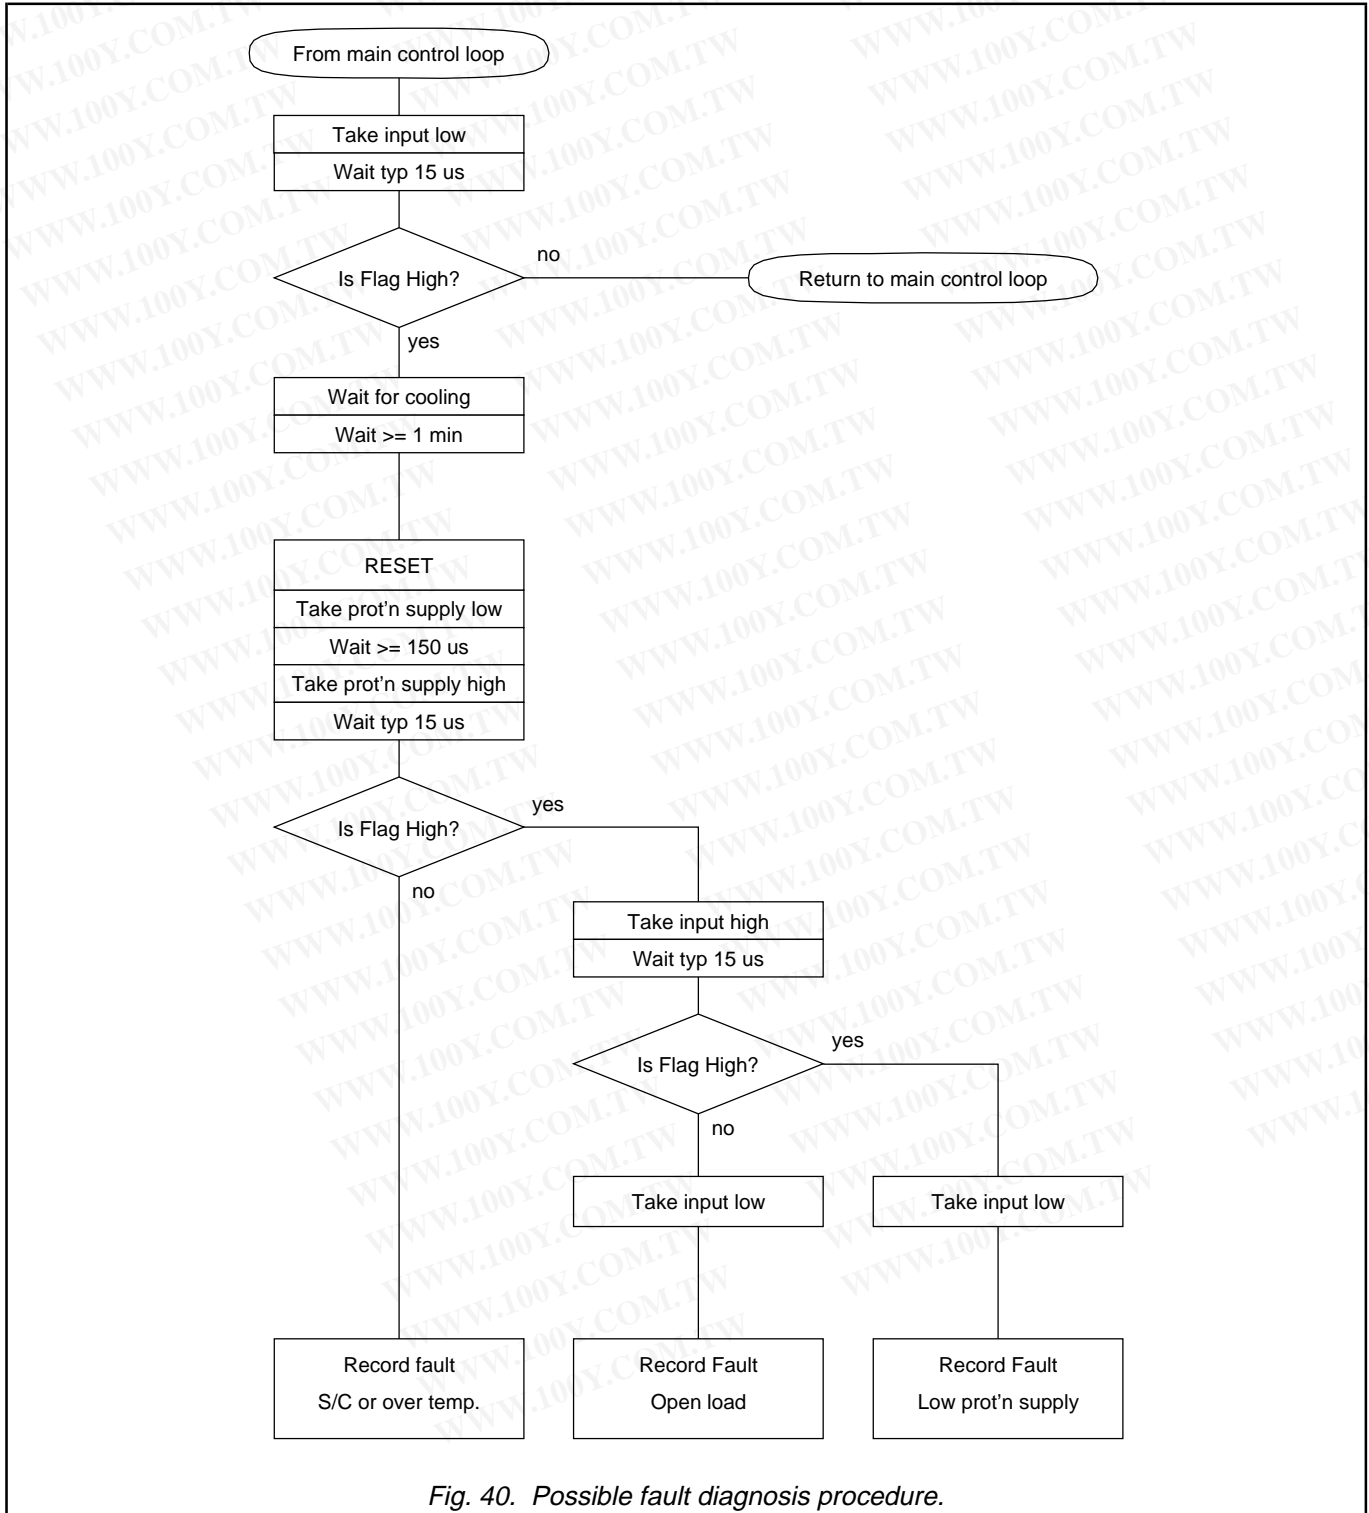 From main control loop
Take input low
Wait typ 15 us
Is Flag High?
no
Return to main control loop
yes
Wait for cooling
Wait >= 1 min
RESET
Take prot'n supply low
Wait >= 150 us
Take prot'n supply high
Wait typ 15 us
Is Flag High?
yes
no
Take input high
Wait typ 15 us
Is Flag High?
yes
no
Take input low
Take input low
Record fault
S/C or over temp.
Record Fault
Open load
Record Fault
Low prot'n supply
Fig. 40. Possible fault diagnosis procedure.
WWW.100Y.COM.TW